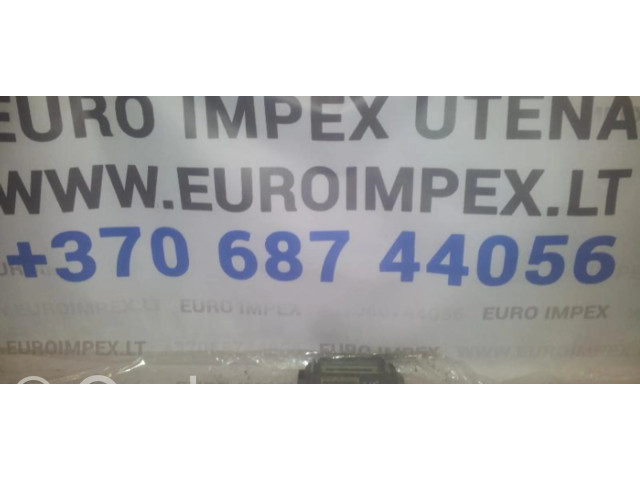 EURO IMPEX UTENA
WWW.EUROIMPEX.LT
+370 687 44056
EURO IMPEX EURO IMPEX
.EUROIMPEX.LT